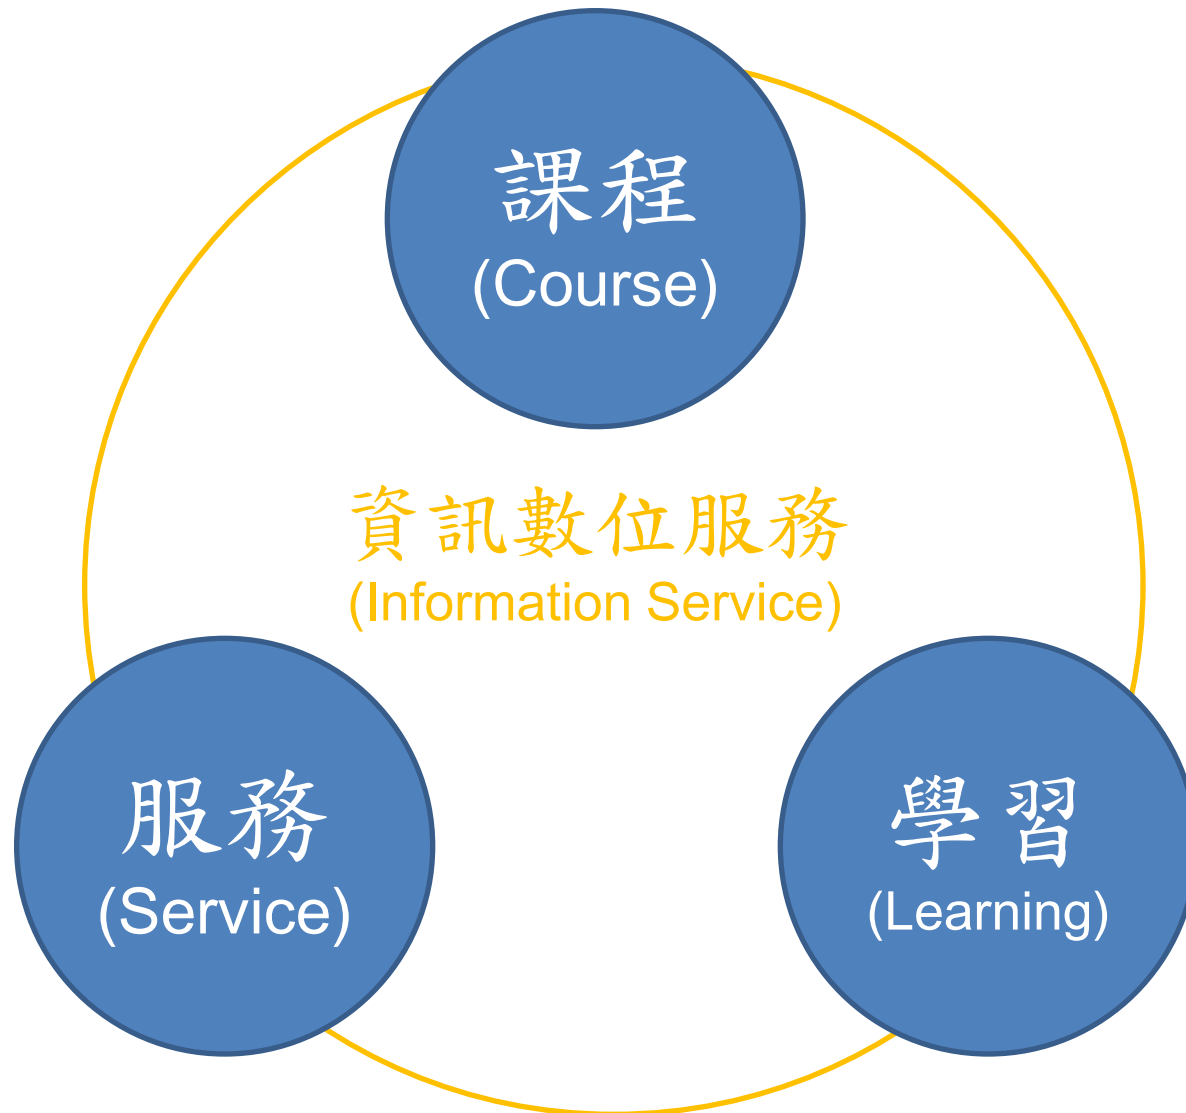 課程
(Course)
資訊數位服務
(Information Service)
服務
(Service)
學習
(Learning)